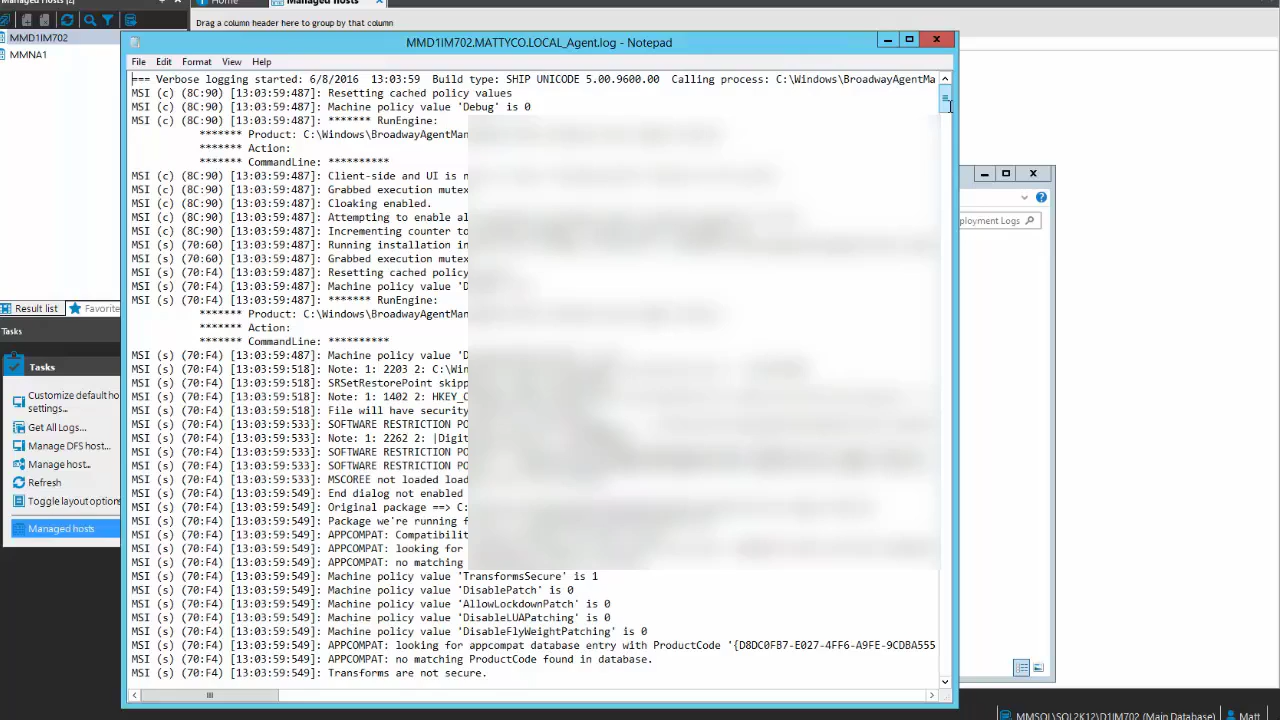 Managed Hosts (2)
Home
Managed hosts
Drag a column header here to group by that column
MMD1IM702
MMNA1
MMD1IM702.MATTYCO.LOCAL_Agent.log - Notepad
File Edit Format View Help
=== Verbose logging started: 6/8/2016  13:03:59  Build type: SHIP UNICODE 5.00.9600.00  Calling process: C:\Windows\BroadwayAgentMa
MSI (c) (8C:90) [13:03:59:487]: Resetting cached policy values
MSI (c) (8C:90) [13:03:59:487]: Machine policy value 'Debug' is 0
MSI (c) (8C:90) [13:03:59:487]: ******* RunEngine:
******* Product: C:\Windows\BroadwayAgentMan
******* Action:
******* CommandLine: **********
MSI (c) (8C:90) [13:03:59:487]: Client-side and UI is n
MSI (c) (8C:90) [13:03:59:487]: Grabbed execution mutex
MSI (c) (8C:90) [13:03:59:487]: Cloaking enabled.
MSI (c) (8C:90) [13:03:59:487]: Attempting to enable al
MSI (c) (8C:90) [13:03:59:487]: Incrementing counter to
MSI (s) (70:60) [13:03:59:487]: Running installation in
MSI (s) (70:60) [13:03:59:487]: Grabbed execution mutex
MSI (s) (70:F4) [13:03:59:487]: Resetting cached policy
MSI (s) (70:F4) [13:03:59:487]: Machine policy value 'D
MSI (s) (70:F4) [13:03:59:487]: ******* RunEngine:
******* Product: C:\Windows\BroadwayAgentMan
******* Action:
******* CommandLine: **********
MSI (s) (70:F4) [13:03:59:487]: Machine policy value 'D
MSI (s) (70:F4) [13:03:59:518]: Note: 1: 2203 2: C:\Win
MSI (s) (70:F4) [13:03:59:518]: SRSetRestorePoint skipp
MSI (s) (70:F4) [13:03:59:518]: Note: 1: 1402 2: HKEY_C
MSI (s) (70:F4) [13:03:59:518]: File will have security
MSI (s) (70:F4) [13:03:59:533]: SOFTWARE RESTRICTION PO
MSI (s) (70:F4) [13:03:59:533]: Note: 1: 2262 2: |Digit
MSI (s) (70:F4) [13:03:59:533]: SOFTWARE RESTRICTION PO
MSI (s) (70:F4) [13:03:59:533]: SOFTWARE RESTRICTION PO
MSI (s) (70:F4) [13:03:59:533]: MSCOREE not loaded load
MSI (s) (70:F4) [13:03:59:549]: End dialog not enabled
MSI (s) (70:F4) [13:03:59:549]: Original package ==> C:
MSI (s) (70:F4) [13:03:59:549]: Package we're running f
MSI (s) (70:F4) [13:03:59:549]: APPCOMPAT: Compatibilit
MSI (s) (70:F4) [13:03:59:549]: APPCOMPAT: looking for
MSI (s) (70:F4) [13:03:59:549]: APPCOMPAT: no matching
MSI (s) (70:F4) [13:03:59:549]: Machine policy value 'TransformsSecure' is 1
MSI (s) (70:F4) [13:03:59:549]: Machine policy value 'DisablePatch' is 0
MSI (s) (70:F4) [13:03:59:549]: Machine policy value 'AllowLockdownPatch' is 0
MSI (s) (70:F4) [13:03:59:549]: Machine policy value 'DisableLUAPatching' is 0
MSI (s) (70:F4) [13:03:59:549]: Machine policy value 'DisableFlyWeightPatching' is 0
MSI (s) (70:F4) [13:03:59:549]: APPCOMPAT: looking for appcompat database entry with ProductCode '{D8DC0FB7-E027-4FF6-A9FE-9CDBA555
MSI (s) (70:F4) [13:03:59:549]: APPCOMPAT: no matching ProductCode found in database.
MSI (s) (70:F4) [13:03:59:549]: Transforms are not secure.
ployment Logs
Result list
Favorite
Tasks
Tasks
Customize default ho
settings...
Get All Logs...
Manage DFS host...
Manage host..
Refresh
Toggle layout option
Managed hosts
MMSQL\SQL2K12\D1IM702 (Main Database)
Matt